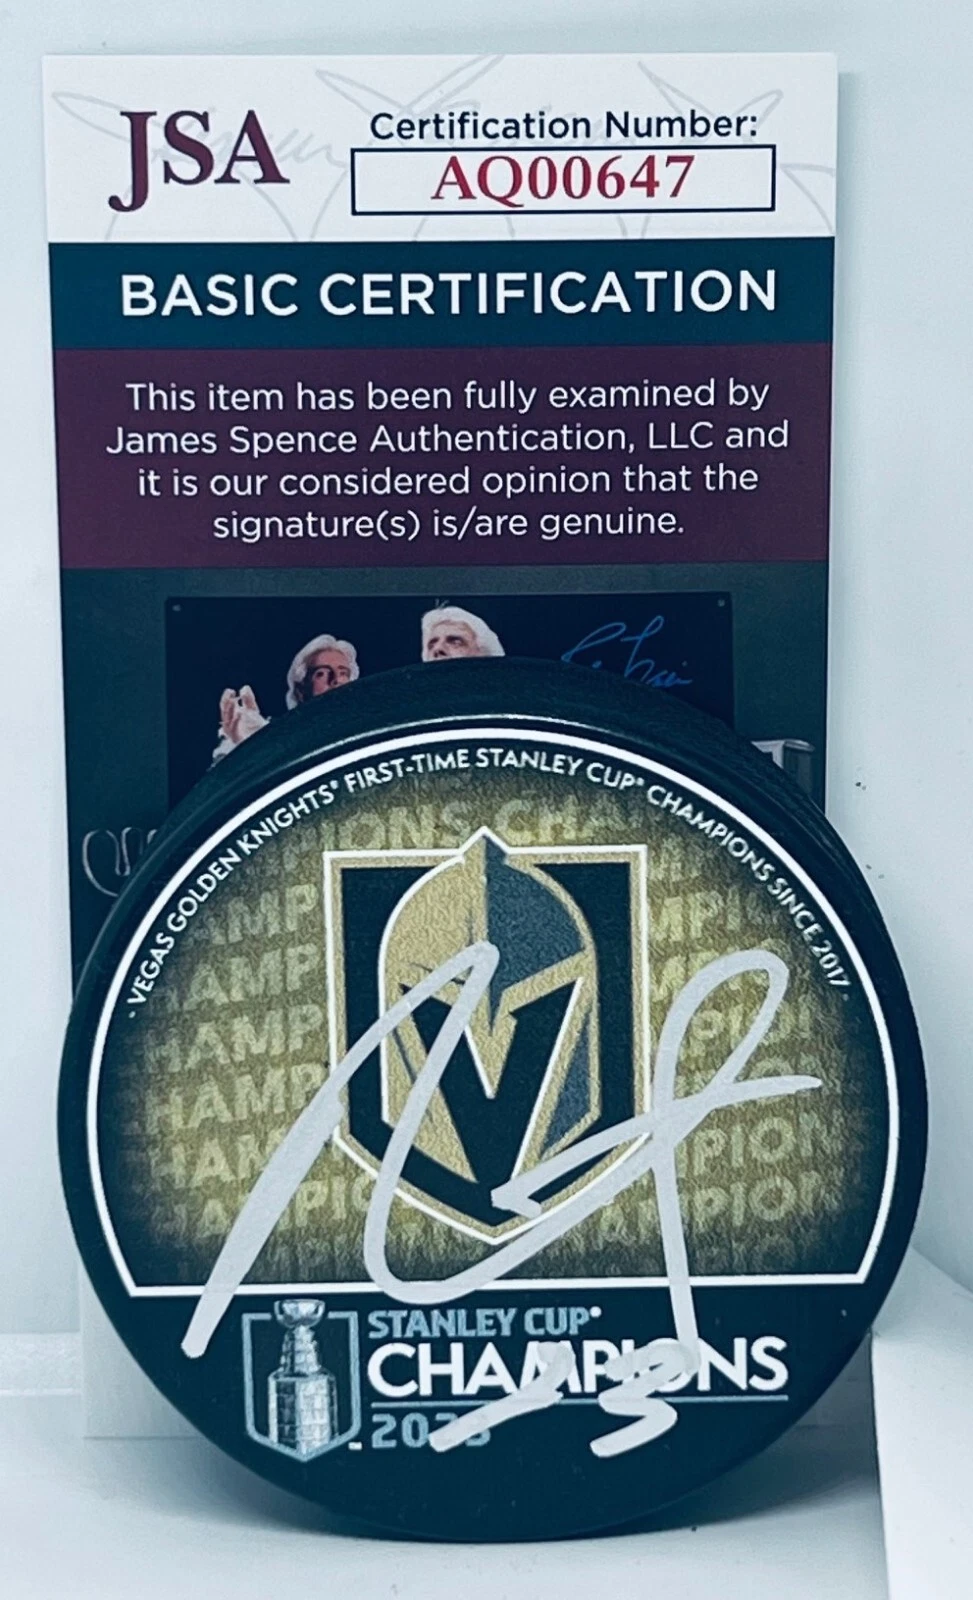 JSA
Certification Number:
AQ00647
BASIC CERTIFICATION
This item has been fully examined by
James Spence Authentication, LLC and
it is our considered opinion that the
signature(s) is/are genuine.
· VEGAS GOLDEN KNIGHTS® FIRST-TIME STANLEY CUP® CHAMPIONS SINCE 2017 ·
STANLEY CUP®
CHAMPIONS
2023
23